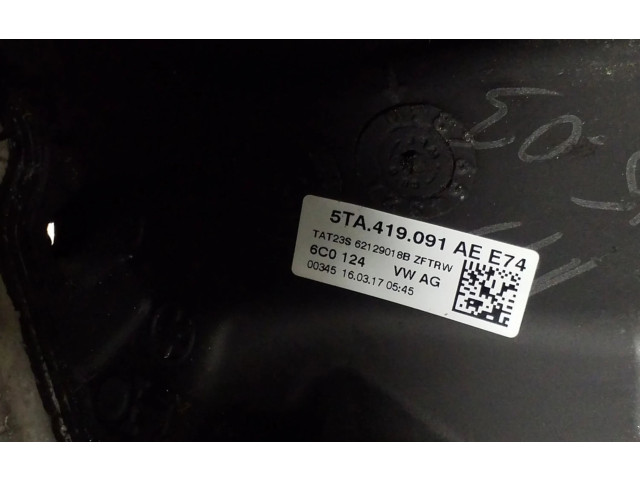 5TA.419.091 AE E74
TAT23S 62129018B ZFTRW
6C0 124 VW AG
00345 16.03.17 05:45